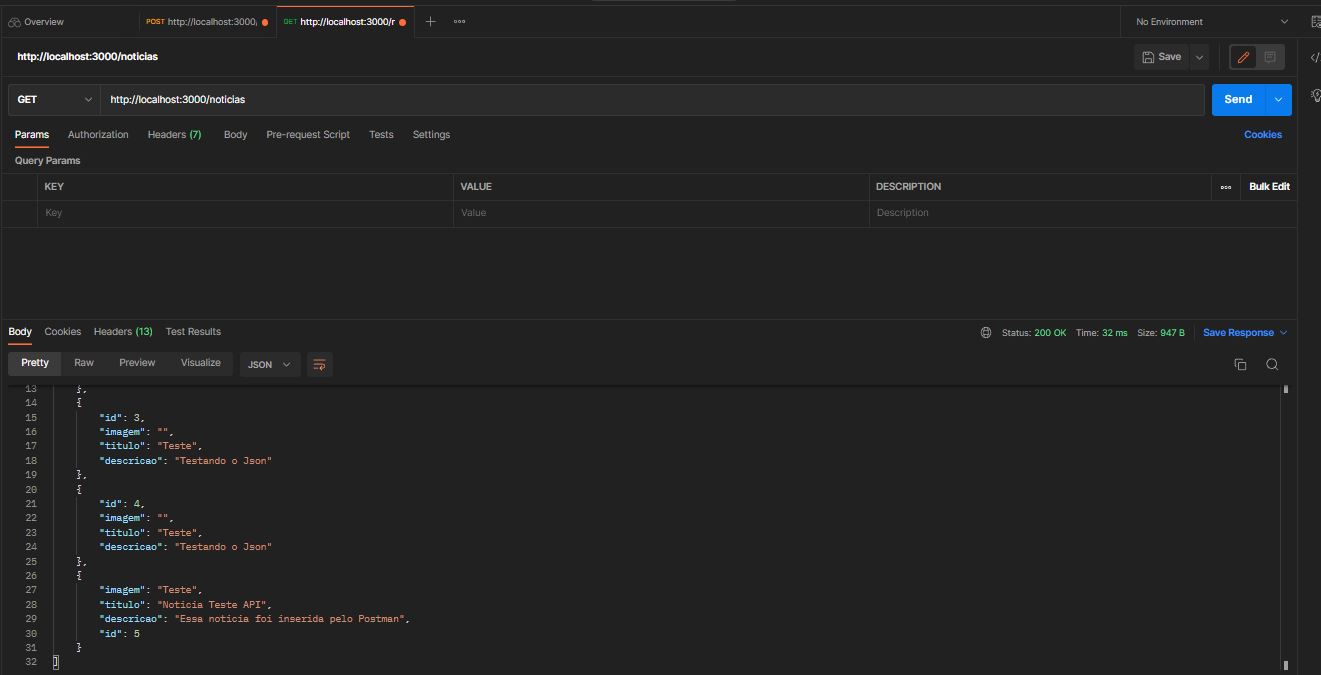 Overview POST http://localhost:3000, GET http://localhost:3000/r No Environment
http://localhost:3000/noticias Save
GET http://localhost:3000/noticias Send
Params Authorization Headers (7) Body Pre-request Script Tests Settings Cookies
Query Params
KEY VALUE DESCRIPTION Bulk Edit
Key Value Description
Body Cookies Headers (13) Test Results Status: 200 OK Time: 32 ms Size: 947 B Save Response
Pretty Raw Preview Visualize JSON
13 },
14 {
15 "id": 3,
16 "imagem": "",
17 "titulo": "Teste",
18 "descricao": "Testando o Json"
19 },
20 {
21 "id": 4,
22 "imagem": "",
23 "titulo": "Teste",
24 "descricao": "Testando o Json"
25 },
26 {
27 "imagem": "Teste",
28 "titulo": "Noticia Teste API",
29 "descricao": "Essa noticia foi inserida pelo Postman",
30 "id": 5
31 }
32 ]